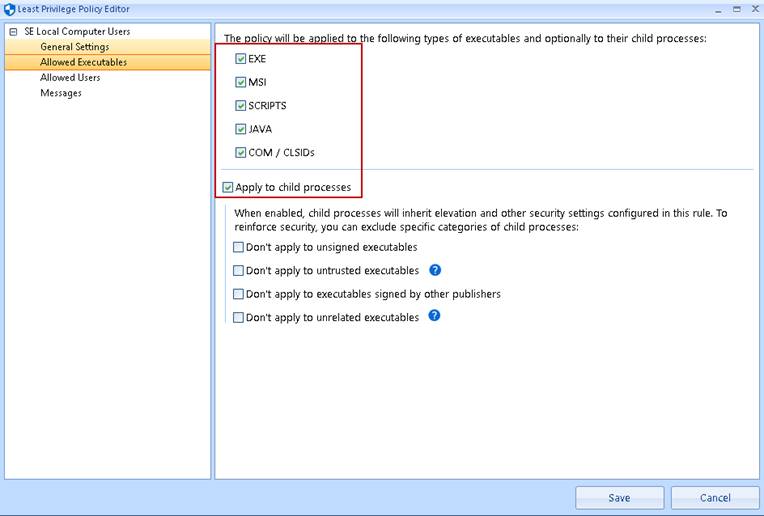 Least Privilege Policy Editor
SE Local Computer Users
General Settings
Allowed Executables
Allowed Users
Messages
The policy will be applied to the following types of executables and optionally to their child processes:
EXE
MSI
SCRIPTS
JAVA
COM / CLSIDs
Apply to child processes
When enabled, child processes will inherit elevation and other security settings configured in this rule. To
reinforce security, you can exclude specific categories of child processes:
Don't apply to unsigned executables
Don't apply to untrusted executables ?
Don't apply to executables signed by other publishers
Don't apply to unrelated executables ?
Save Cancel